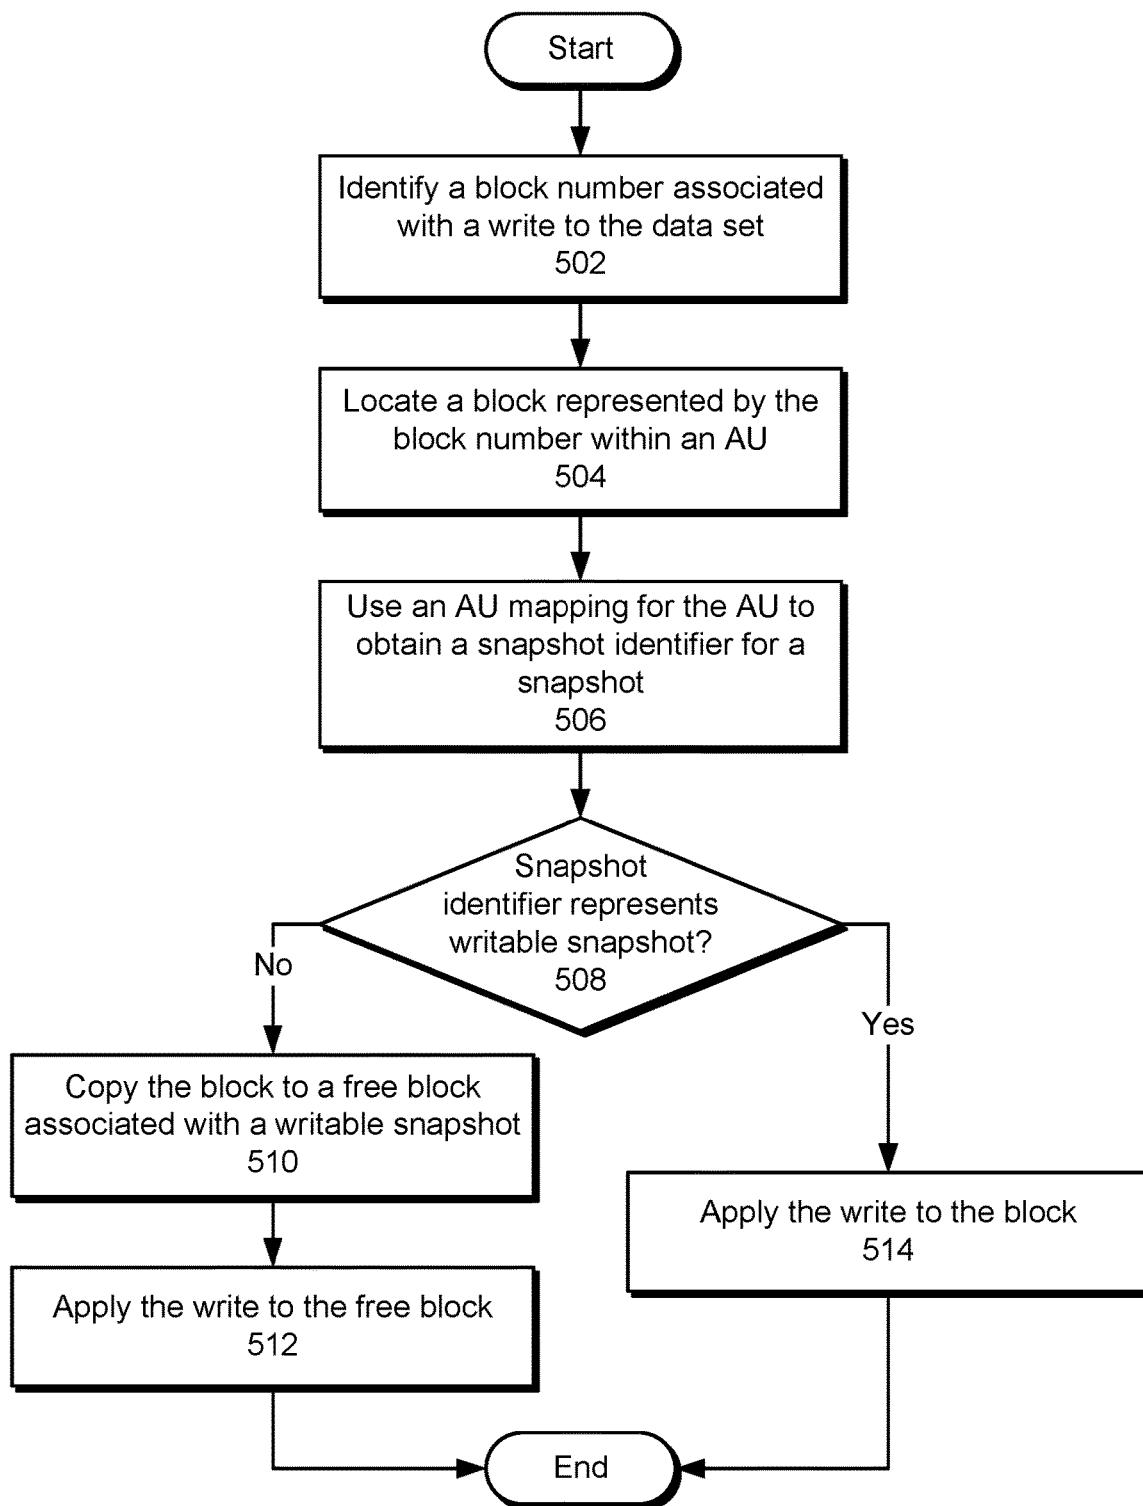 Start
Identify a block number associated
with a write to the data set
502
Locate a block represented by the
block number within an AU
504
Use an AU mapping for the AU to
obtain a snapshot identifier for a
snapshot
506
Snapshot
identifier represents
writable snapshot?
508
No
Yes
Copy the block to a free block
associated with a writable snapshot
510
Apply the write to the block
514
Apply the write to the free block
512
End